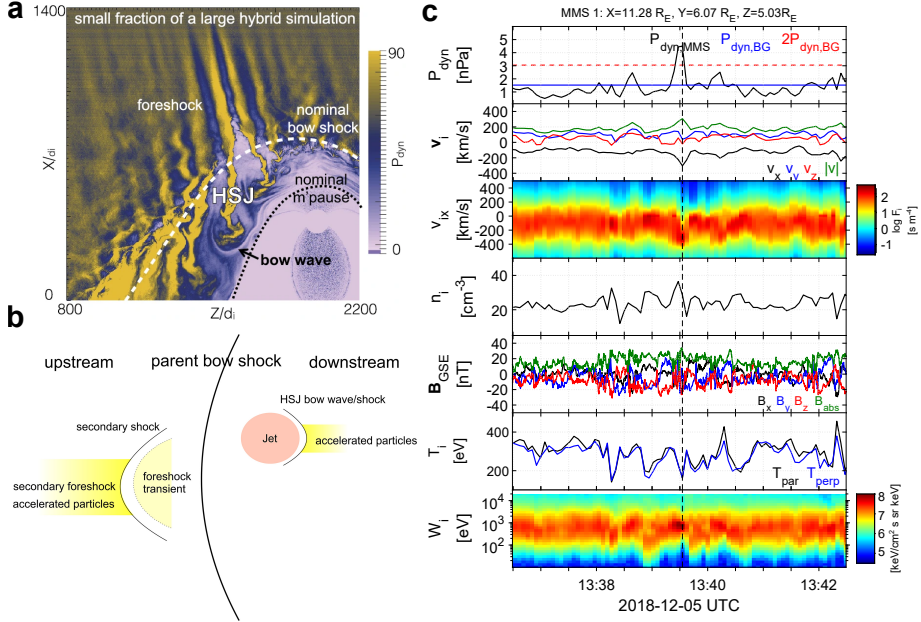 a
small fraction of a large hybrid simulation
1400
X/di
0
800
Z/di
2200
foreshock
nominal
bow shock
HSJ
nominal
m'pause
bow wave
90
Pdyn
0
b
upstream
parent bow shock
downstream
HSJ bow wave/shock
secondary shock
Jet
accelerated particles
secondary foreshock
accelerated particles
foreshock
transient
c
MMS 1: X=11.28 RE, Y=6.07 RE, Z=5.03RE
Pdyn [nPa]
5
4
3
2
1
Pdyn,MMS Pdyn,BG 2Pdyn,BG
vi [km/s]
400
200
0
-200
-400
vx vy vz |v|
vix [km/s]
400
200
0
-200
-400
2
1
0
-1
log Fi [s m-1]
ni [cm-3]
40
20
0
BGSE [nT]
40
20
0
-20
-40
Bx By Bz Babs
Ti [eV]
400
200
Tpar Tperp
Wi [eV]
10^4
10^3
10^2
8
7
6
5
[keV/cm2 s sr keV]
13:38
13:40
13:42
2018-12-05 UTC